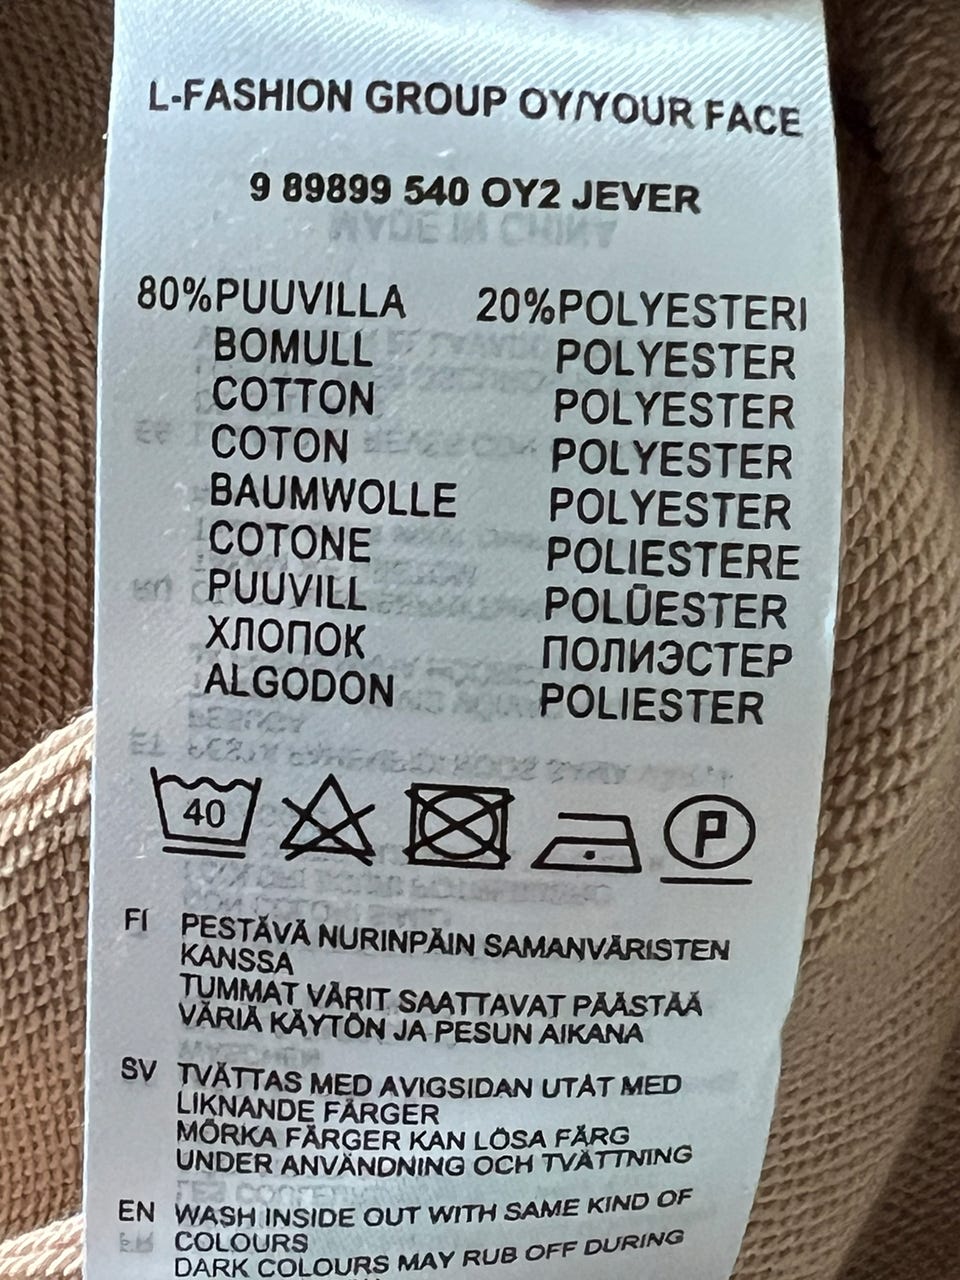 L-FASHION GROUP OY/YOUR FACE
9 89899 540 OY2 JEVER
80%PUUVILLA 20%POLYESTERI
BOMULL POLYESTER
COTTON POLYESTER
COTON POLYESTER
BAUMWOLLE POLYESTER
COTONE POLIESTERE
PUUVILL POLÜESTER
ХЛОПОК ПОЛИЭСТЕР
ALGODON POLIESTER
40 P
FI PESTÄVÄ NURINPÄIN SAMANVÄRISTEN
KANSSA
TUMMAT VÄRIT SAATTAVAT PÄÄSTÄÄ
VÄRIÄ KÄYTÖN JA PESUN AIKANA
SV TVÄTTAS MED AVIGSIDAN UTÅT MED
LIKNANDE FÄRGER
MÖRKA FÄRGER KAN LÖSA FÄRG
UNDER ANVÄNDNING OCH TVÄTTNING
EN WASH INSIDE OUT WITH SAME KIND OF
COLOURS
DARK COLOURS MAY RUB OFF DURING